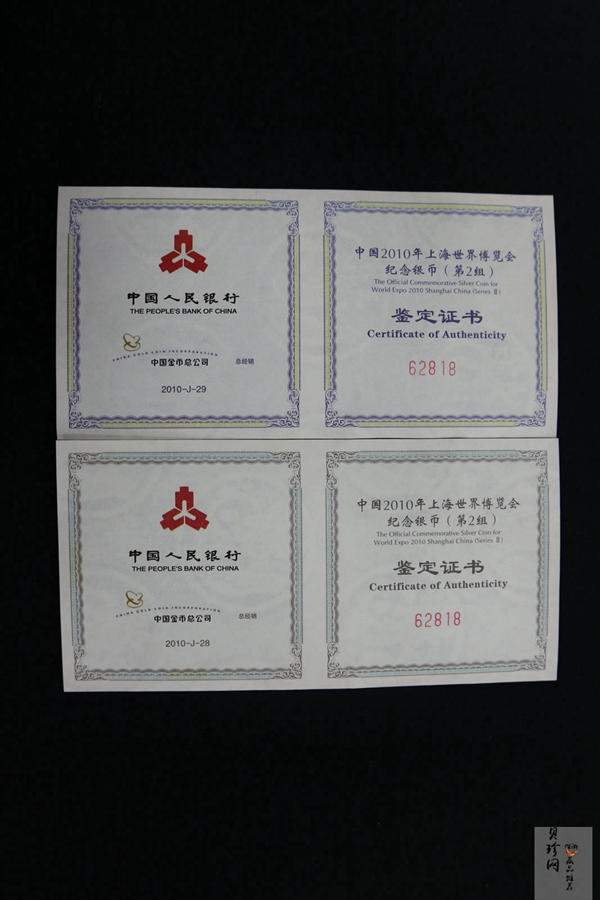 中国人民银行
THE PEOPLE'S BANK OF CHINA
CHINA GOLD COIN INCORPORATION
中国金币总公司 总经销
2010-J-29
中国2010年上海世界博览会
纪念银币（第2组）
The Official Commemorative Silver Coin for
World Expo 2010 Shanghai China (Series Ⅱ)
鉴定证书
Certificate of Authenticity
62818
中国人民银行
THE PEOPLE'S BANK OF CHINA
CHINA GOLD COIN INCORPORATION
中国金币总公司 总经销
2010-J-28
中国2010年上海世界博览会
纪念银币（第2组）
The Official Commemorative Silver Coin for
World Expo 2010 Shanghai China (Series Ⅱ)
鉴定证书
Certificate of Authenticity
62818
贝珍网
藏品推荐